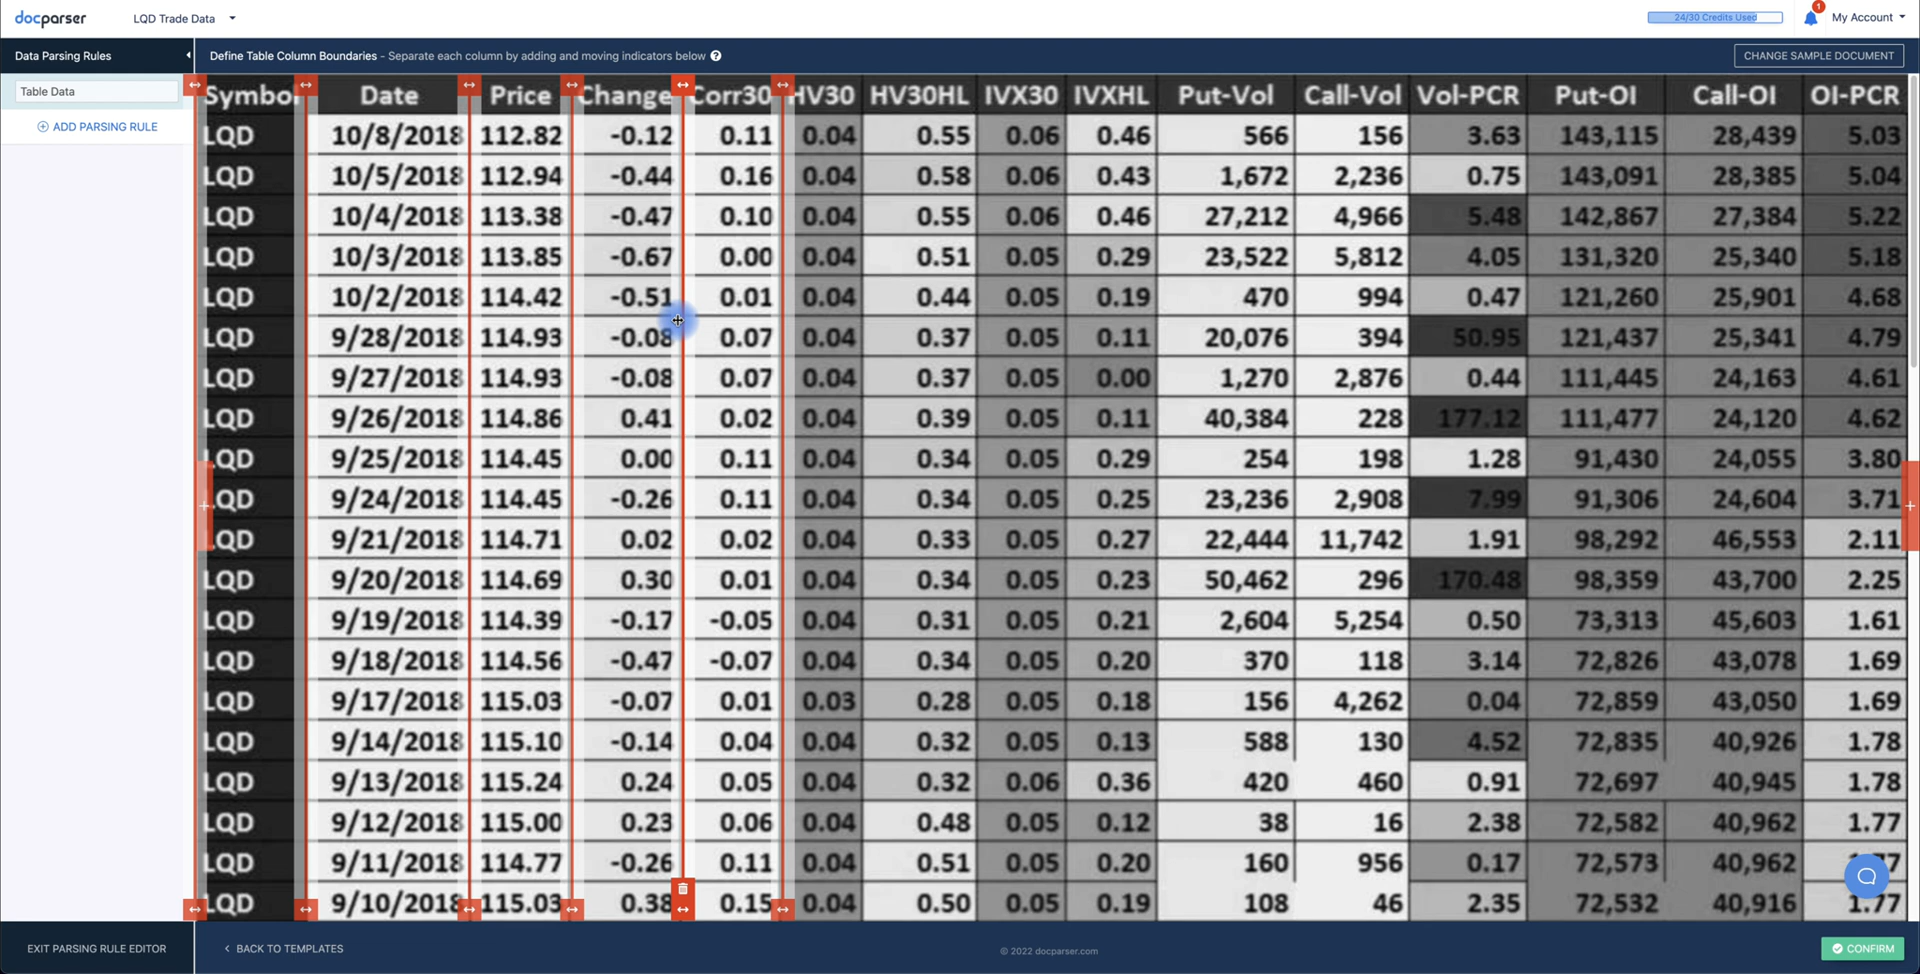 docparser LQD Trade Data 24/30 Credits Used 1 My Account
Data Parsing Rules Define Table Column Boundaries - Separate each column by adding and moving indicators below ? CHANGE SAMPLE DOCUMENT
Table Data
ADD PARSING RULE
Symbol Date Price Change Corr30 HV30 HV30HL IVX30 IVXHL Put-Vol Call-Vol Vol-PCR Put-OI Call-OI OI-PCR
LQD 10/8/2018 112.82 -0.12 0.11 0.04 0.55 0.06 0.46 566 156 3.63 143,115 28,439 5.03
LQD 10/5/2018 112.94 -0.44 0.16 0.04 0.58 0.06 0.43 1,672 2,236 0.75 143,091 28,385 5.04
LQD 10/4/2018 113.38 -0.47 0.10 0.04 0.55 0.06 0.46 27,212 4,966 5.48 142,867 27,384 5.22
LQD 10/3/2018 113.85 -0.67 0.00 0.04 0.51 0.05 0.29 23,522 5,812 4.05 131,320 25,340 5.18
LQD 10/2/2018 114.42 -0.51 0.01 0.04 0.44 0.05 0.19 470 994 0.47 121,260 25,901 4.68
LQD 9/28/2018 114.93 -0.08 0.07 0.04 0.37 0.05 0.11 20,076 394 50.95 121,437 25,341 4.79
LQD 9/27/2018 114.93 -0.08 0.07 0.04 0.37 0.05 0.00 1,270 2,876 0.44 111,445 24,163 4.61
LQD 9/26/2018 114.86 0.41 0.02 0.04 0.39 0.05 0.11 40,384 228 177.12 111,477 24,120 4.62
LQD 9/25/2018 114.45 0.00 0.11 0.04 0.34 0.05 0.29 254 198 1.28 91,430 24,055 3.80
LQD 9/24/2018 114.45 -0.26 0.11 0.04 0.34 0.05 0.25 23,236 2,908 7.99 91,306 24,604 3.71
LQD 9/21/2018 114.71 0.02 0.02 0.04 0.33 0.05 0.27 22,444 11,742 1.91 98,292 46,553 2.11
LQD 9/20/2018 114.69 0.30 0.01 0.04 0.34 0.05 0.23 50,462 296 170.48 98,359 43,700 2.25
LQD 9/19/2018 114.39 -0.17 -0.05 0.04 0.31 0.05 0.21 2,604 5,254 0.50 73,313 45,603 1.61
LQD 9/18/2018 114.56 -0.47 -0.07 0.04 0.34 0.05 0.20 370 118 3.14 72,826 43,078 1.69
LQD 9/17/2018 115.03 -0.07 0.01 0.03 0.28 0.05 0.18 156 4,262 0.04 72,859 43,050 1.69
LQD 9/14/2018 115.10 -0.14 0.04 0.04 0.32 0.05 0.13 588 130 4.52 72,835 40,926 1.78
LQD 9/13/2018 115.24 0.24 0.05 0.04 0.32 0.06 0.36 420 460 0.91 72,697 40,945 1.78
LQD 9/12/2018 115.00 0.23 0.06 0.04 0.48 0.05 0.12 38 16 2.38 72,582 40,962 1.77
LQD 9/11/2018 114.77 -0.26 0.11 0.04 0.51 0.05 0.20 160 956 0.17 72,573 40,962
LQD 9/10/2018 115.03 0.38 0.15 0.04 0.50 0.05 0.19 108 46 2.35 72,532 40,916 1.77
EXIT PARSING RULE EDITOR BACK TO TEMPLATES © 2022 docparser.com CONFIRM